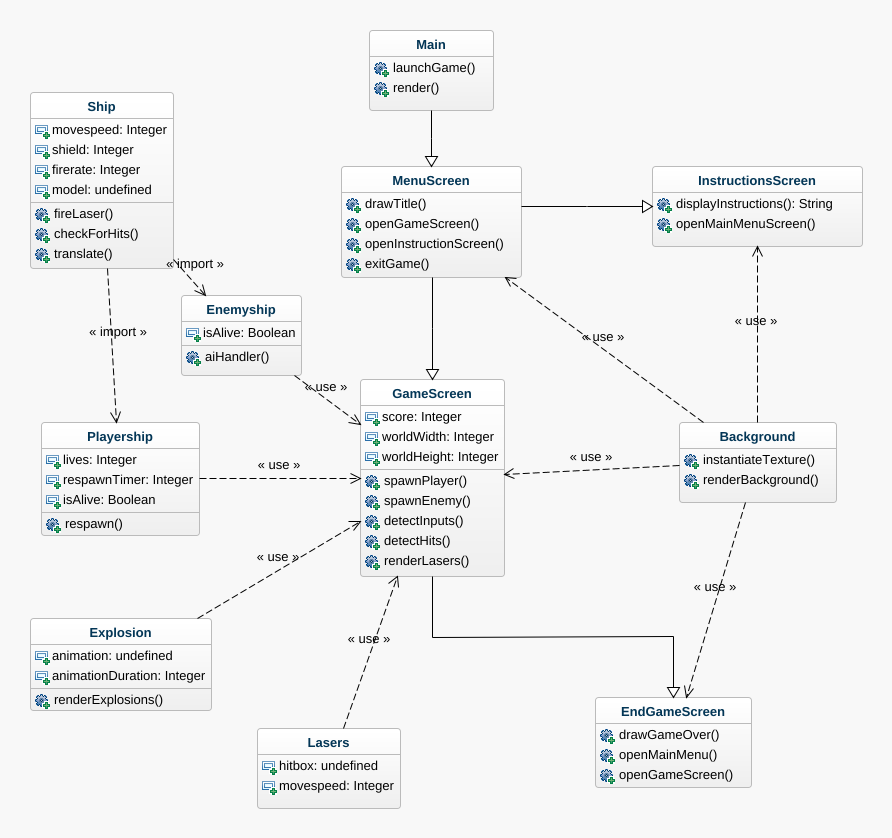 Main
launchGame()
render()
Ship
movespeed: Integer
shield: Integer
firerate: Integer
model: undefined
fireLaser()
checkForHits()
translate()
MenuScreen
drawTitle()
openGameScreen()
openInstructionScreen()
exitGame()
InstructionsScreen
displayInstructions(): String
openMainMenuScreen()
« import »
« import »
Enemyship
isAlive: Boolean
aiHandler()
« use »
« use »
« use »
GameScreen
score: Integer
worldWidth: Integer
worldHeight: Integer
spawnPlayer()
spawnEnemy()
detectInputs()
detectHits()
renderLasers()
Playership
lives: Integer
respawnTimer: Integer
isAlive: Boolean
respawn()
« use »
« use »
Background
instantiateTexture()
renderBackground()
« use »
« use »
« use »
Explosion
animation: undefined
animationDuration: Integer
renderExplosions()
Lasers
hitbox: undefined
movespeed: Integer
EndGameScreen
drawGameOver()
openMainMenu()
openGameScreen()